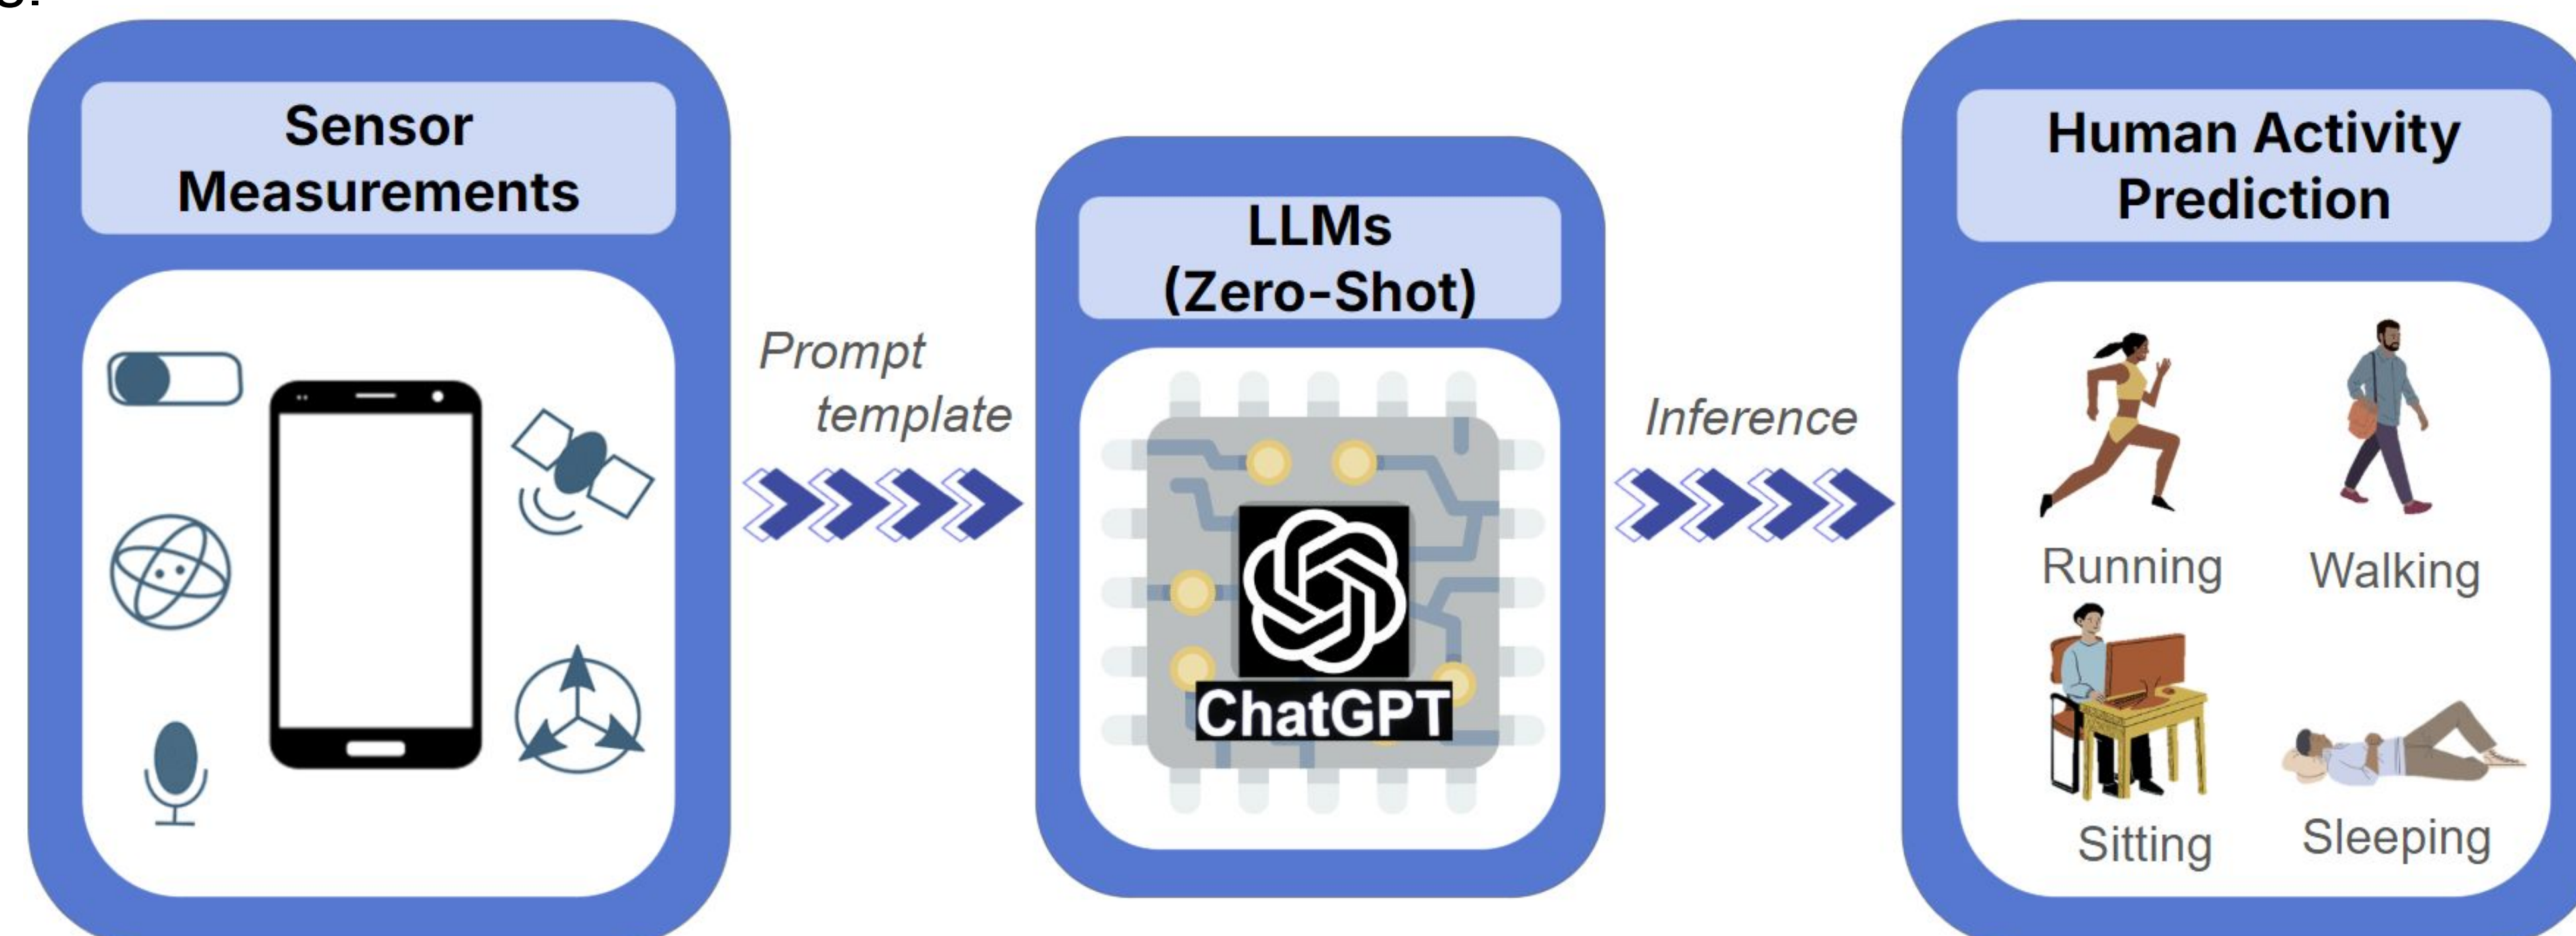 Sensor
Measurements
Prompt
template
LLMs
(Zero-Shot)
ChatGPT
Inference
Human Activity
Prediction
Running
Walking
Sitting
Sleeping